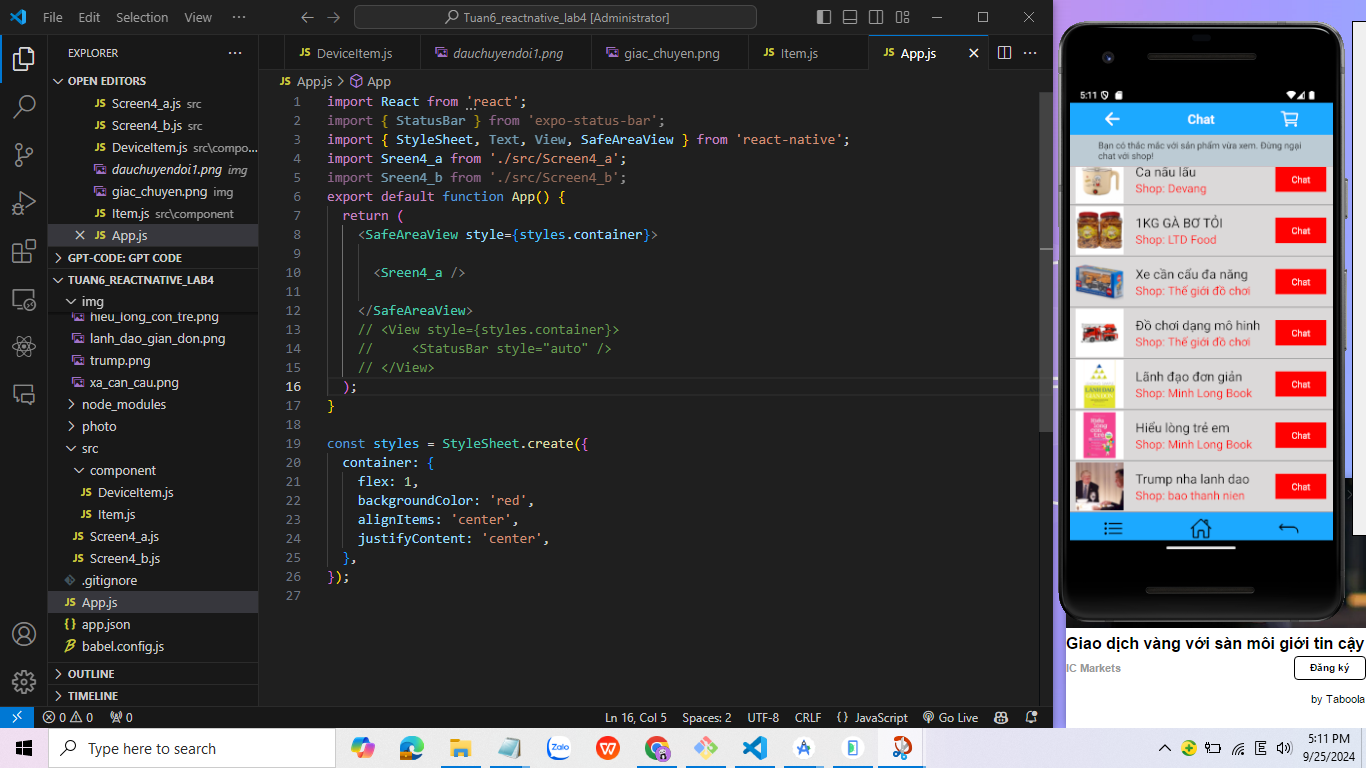 File Edit Selection View ··· Tuan6_reactnative_lab4 [Administrator]
EXPLORER ···
OPEN EDITORS
JS Screen4_a.js src
JS Screen4_b.js src
JS DeviceItem.js src\compo...
dauchuyendoi1.png img
giac_chuyen.png img
JS Item.js src\component
JS App.js
GPT-CODE: GPT CODE
TUAN6_REACTNATIVE_LAB4
img
hieu_long_con_tre.png
lanh_dao_gian_don.png
trump.png
xa_can_cau.png
node_modules
photo
src
component
JS DeviceItem.js
JS Item.js
JS Screen4_a.js
JS Screen4_b.js
.gitignore
JS App.js
{} app.json
babel.config.js
OUTLINE
TIMELINE
JS DeviceItem.js dauchuyendoi1.png giac_chuyen.png JS Item.js JS App.js ···
JS App.js > App
1 import React from 'react';
2 import { StatusBar } from 'expo-status-bar';
3 import { StyleSheet, Text, View, SafeAreaView } from 'react-native';
4 import Sreen4_a from './src/Screen4_a';
5 import Sreen4_b from './src/Screen4_b';
6 export default function App() {
7 return (
8 <SafeAreaView style={styles.container}>
9
10 <Sreen4_a />
11
12 </SafeAreaView>
13 // <View style={styles.container}>
14 // <StatusBar style="auto" />
15 // </View>
16 );
17 }
18
19 const styles = StyleSheet.create({
20 container: {
21 flex: 1,
22 backgroundColor: 'red',
23 alignItems: 'center',
24 justifyContent: 'center',
25 },
26 });
27
0 0 0 Ln 16, Col 5 Spaces: 2 UTF-8 CRLF {} JavaScript Go Live
5:11
Chat
Bạn có thắc mắc với sản phẩm vừa xem. Đừng ngại
chat với shop!
Ca nấu lẩu
Shop: Devang
Chat
1KG GÀ BƠ TỎI
Shop: LTD Food
Chat
Xe cần cẩu đa năng
Shop: Thế giới đồ chơi
Chat
Đồ chơi dạng mô hình
Shop: Thế giới đồ chơi
Chat
Lãnh đạo đơn giản
Shop: Minh Long Book
Chat
Hiểu lòng trẻ em
Shop: Minh Long Book
Chat
Trump nha lanh dao
Shop: bao thanh nien
Chat
Giao dịch vàng với sàn môi giới tin cậy
IC Markets
Đăng ký
by Taboola
Type here to search
Zalo
5:11 PM
9/25/2024